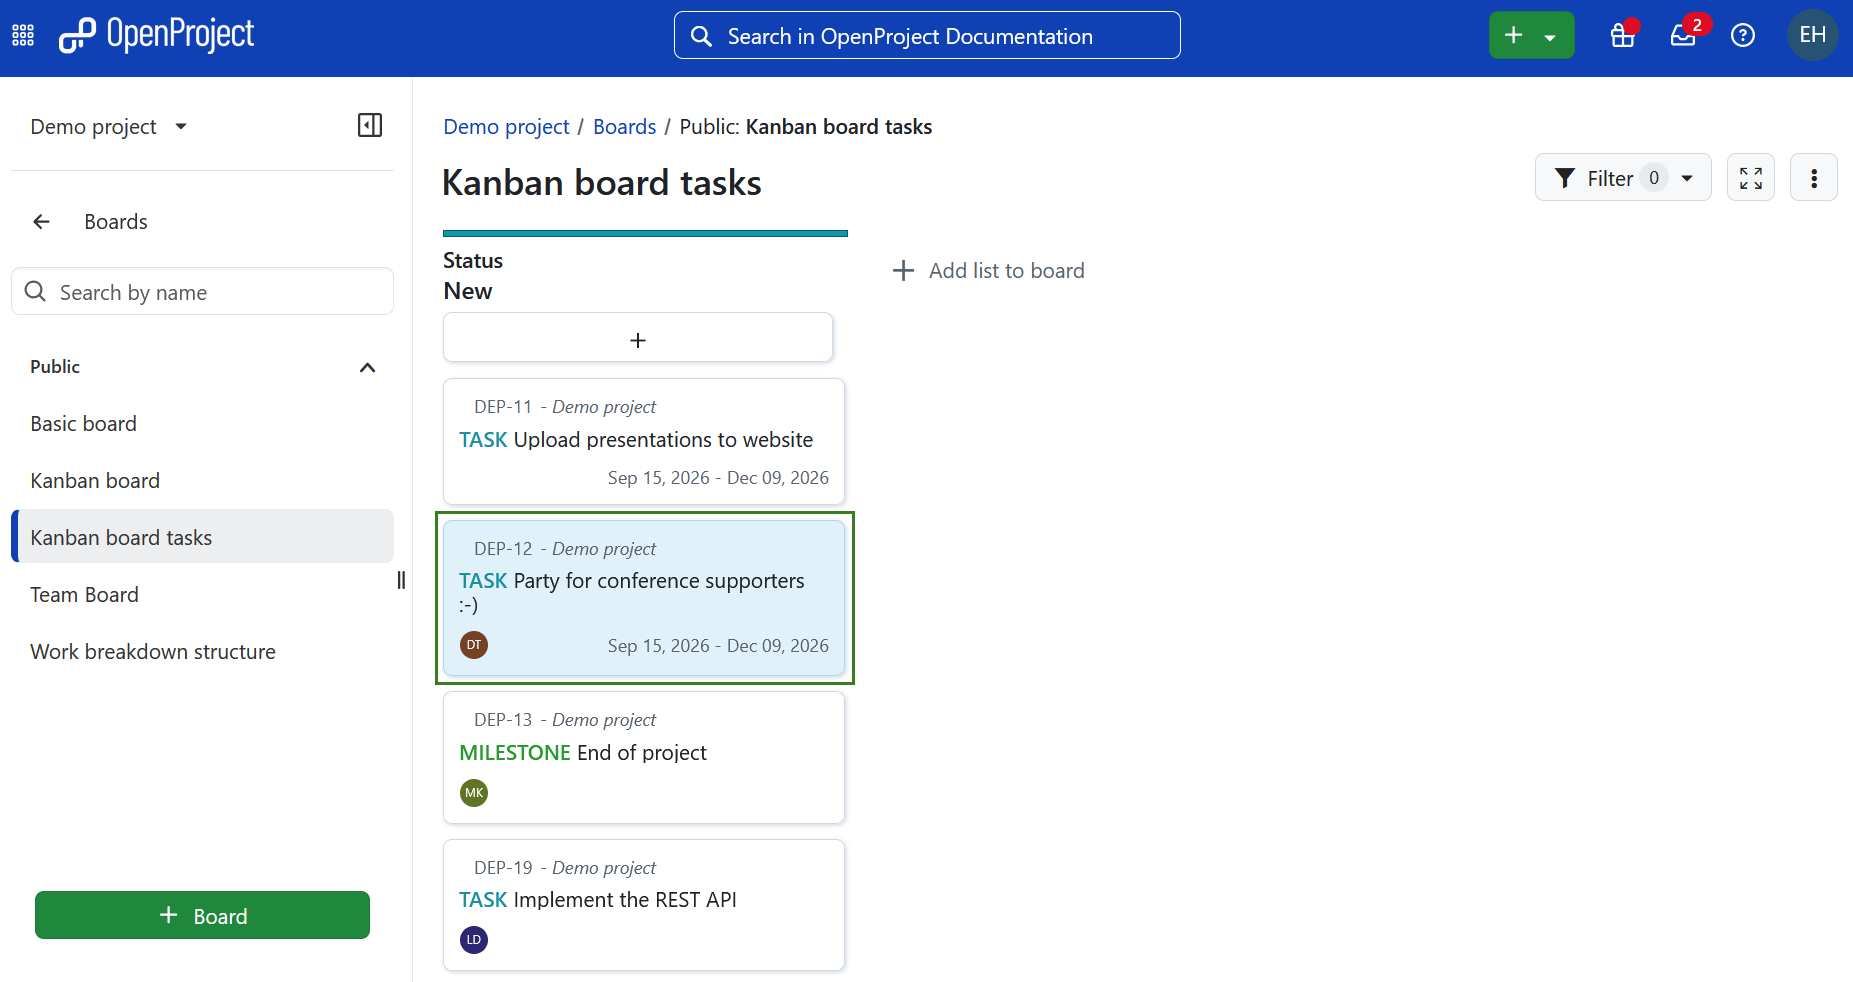 OpenProject
Search in OpenProject Documentation
2
EH
Demo project
Boards
Search by name
Public
Basic board
Kanban board
Kanban board tasks
Team Board
Work breakdown structure
+ Board
Demo project / Boards / Public: Kanban board tasks
Kanban board tasks
Filter 0
Status
New
+
+ Add list to board
DEP-11 - Demo project
TASK Upload presentations to website
Sep 15, 2026 - Dec 09, 2026
DEP-12 - Demo project
TASK Party for conference supporters
:-)
DT
Sep 15, 2026 - Dec 09, 2026
DEP-13 - Demo project
MILESTONE End of project
MK
DEP-19 - Demo project
TASK Implement the REST API
LD